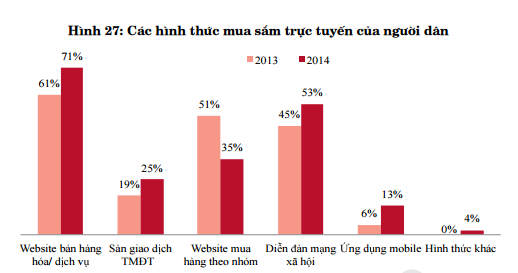 Hình 27: Các hình thức mua sắm trực tuyến của người dân
2013 2014
61% 71%
19% 25%
51% 35%
45% 53%
6% 13%
0% 4%
Website bán hàng hóa/ dịch vụ
Sàn giao dịch TMĐT
Website mua hàng theo nhóm
Diễn đàn mạng xã hội
Ứng dụng mobile
Hình thức khác